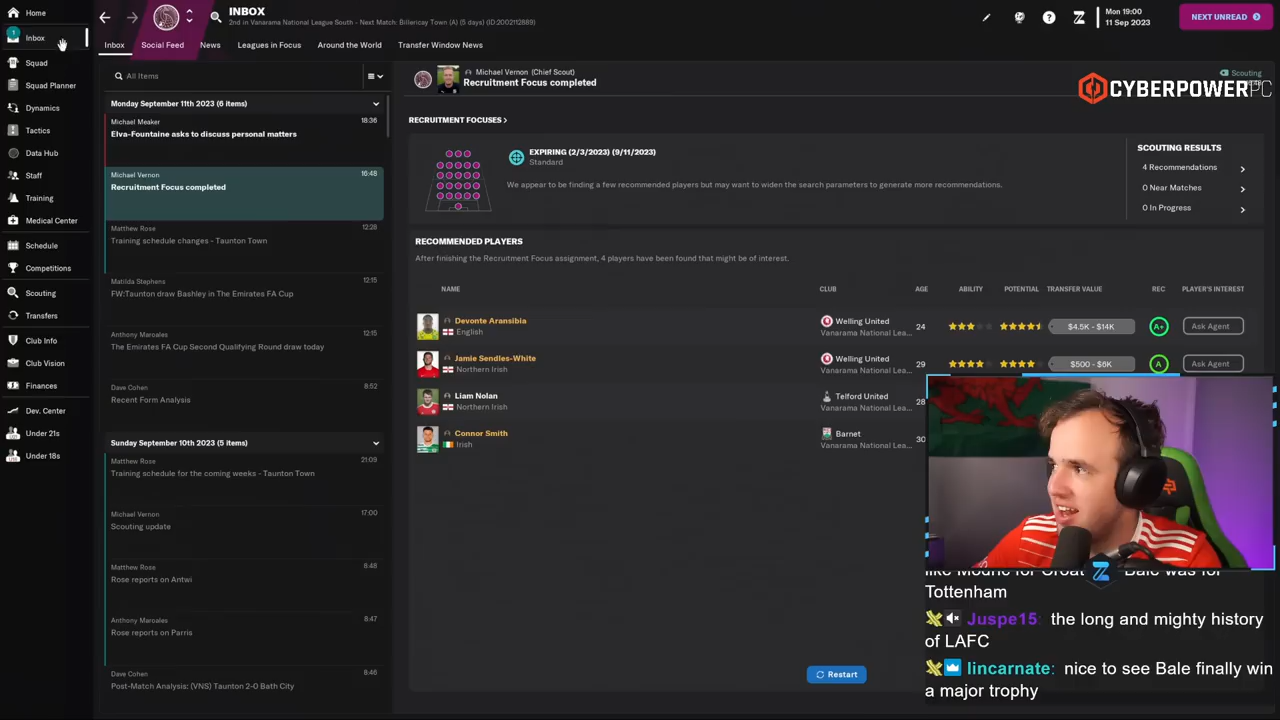 Home
Inbox
Squad
Squad Planner
Dynamics
Tactics
Data Hub
Staff
Training
Medical Center
Schedule
Competitions
Scouting
Transfers
Club Info
Club Vision
Finances
Dev. Center
Under 21s
Under 18s
INBOX
2nd in Vanarama National League South - Next Match: Billericay Town (A) (5 days) (ID:2002112889)
Mon 19:00
11 Sep 2023
NEXT UNREAD >
Inbox Social Feed News Leagues in Focus Around the World Transfer Window News
All Items
Monday September 11th 2023 (6 items)
Michael Meaker 18:36
Elva-Fountaine asks to discuss personal matters
Michael Vernon 16:48
Recruitment Focus completed
Matthew Rose 12:28
Training schedule changes - Taunton Town
Matilda Stephens 12:15
FW:Taunton draw Bashley in The Emirates FA Cup
Anthony Maroales 12:15
The Emirates FA Cup Second Qualifying Round draw today
Dave Cohen 8:52
Recent Form Analysis
Sunday September 10th 2023 (5 items)
Matthew Rose 21:09
Training schedule for the coming weeks - Taunton Town
Michael Vernon 17:00
Scouting update
Matthew Rose 8:48
Rose reports on Antwi
Anthony Maroales 8:47
Rose reports on Parris
Dave Cohen 8:46
Post-Match Analysis: (VNS) Taunton 2-0 Bath City
Michael Vernon (Chief Scout)
Recruitment Focus completed
Scouting
CYBERPOWERPC
RECRUITMENT FOCUSES >
EXPIRING (2/3/2023) (9/11/2023)
Standard
We appear to be finding a few recommended players but may want to widen the search parameters to generate more recommendations.
SCOUTING RESULTS
4 Recommendations
0 Near Matches
0 In Progress
RECOMMENDED PLAYERS
After finishing the Recruitment Focus assignment, 4 players have been found that might be of interest.
NAME CLUB AGE ABILITY POTENTIAL TRANSFER VALUE REC PLAYER'S INTEREST
Devonte Aransibia Welling United 24 $4.5K - $14K A+ Ask Agent
English Vanarama National Lea...
Jamie Sendles-White Welling United 29 $500 - $6K A Ask Agent
Northern Irish Vanarama National Lea...
Liam Nolan Telford United 28
Northern Irish Vanarama National Lea...
Connor Smith Barnet 30
Irish Vanarama National Lea...
Restart
Tottenham
Juspe15: the long and mighty history
of LAFC
lincarnate: nice to see Bale finally win
a major trophy